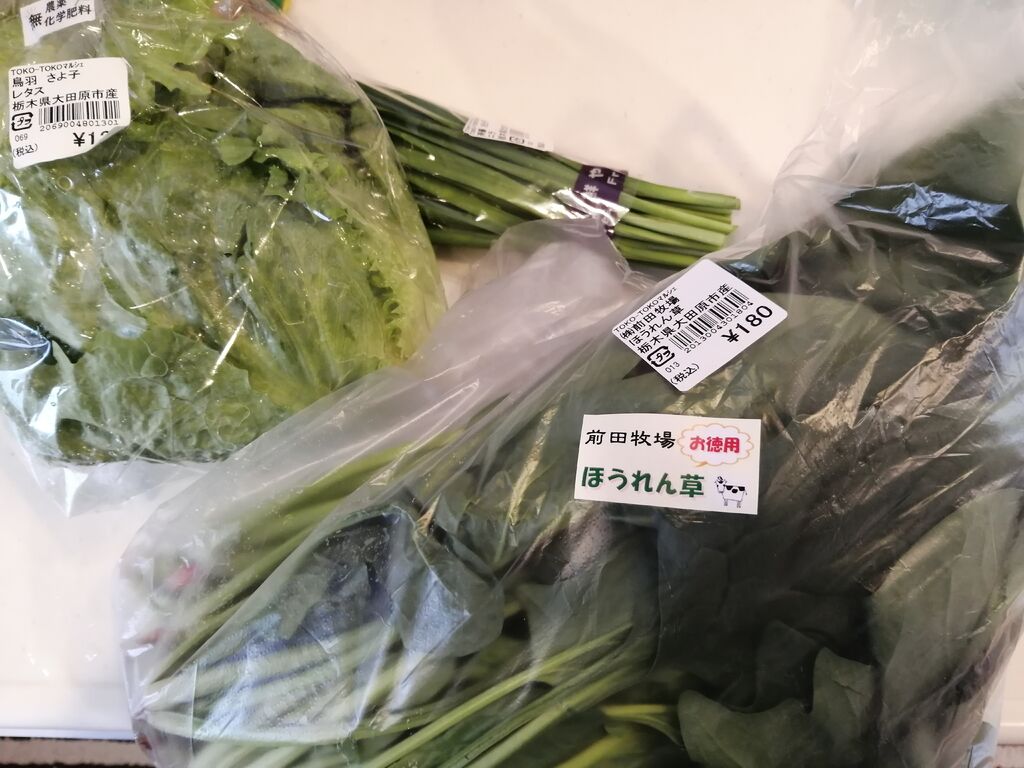 農薬
無
化学肥料
TOKO-TOKOマルシェ
鳥羽 さよ子
レタス
栃木県大田原市産
2069004801301
069
(税込)
TOKO-TOKOマルシェ
㈱前田牧場
ほうれん草
栃木県大田原市産
2013004301804
¥180
013
(税込)
前田牧場 お徳用
ほうれん草